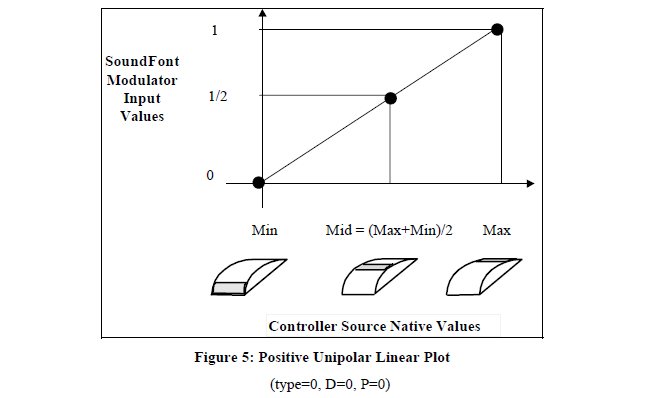 1
SoundFont
Modulator
Input
Values
1/2
0
Min
Mid = (Max+Min)/2
Max
Controller Source Native Values
Figure 5: Positive Unipolar Linear Plot
(type=0, D=0, P=0)